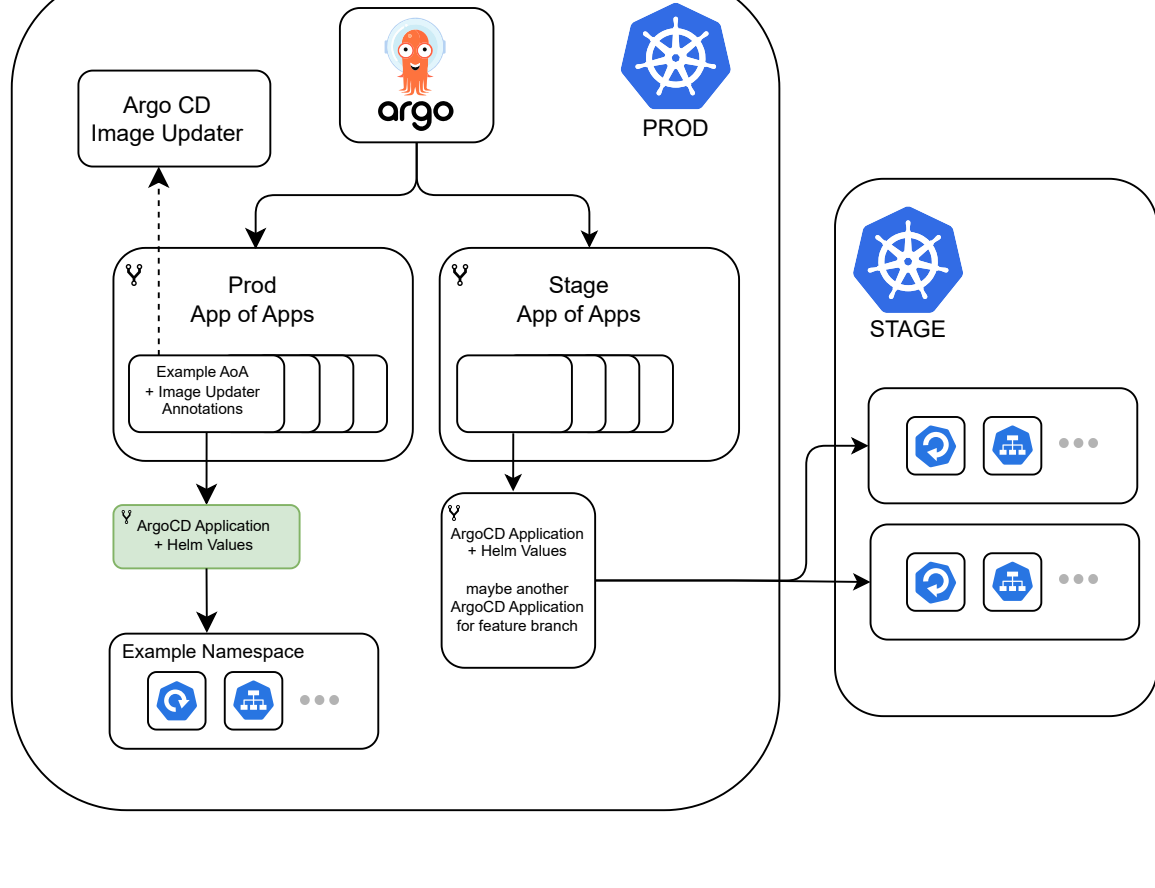 argo
PROD
Argo CD
Image Updater
Prod
App of Apps
Example AoA
+ Image Updater
Annotations
Stage
App of Apps
ArgoCD Application
+ Helm Values
ArgoCD Application
+ Helm Values
maybe another
ArgoCD Application
for feature branch
Example Namespace
STAGE